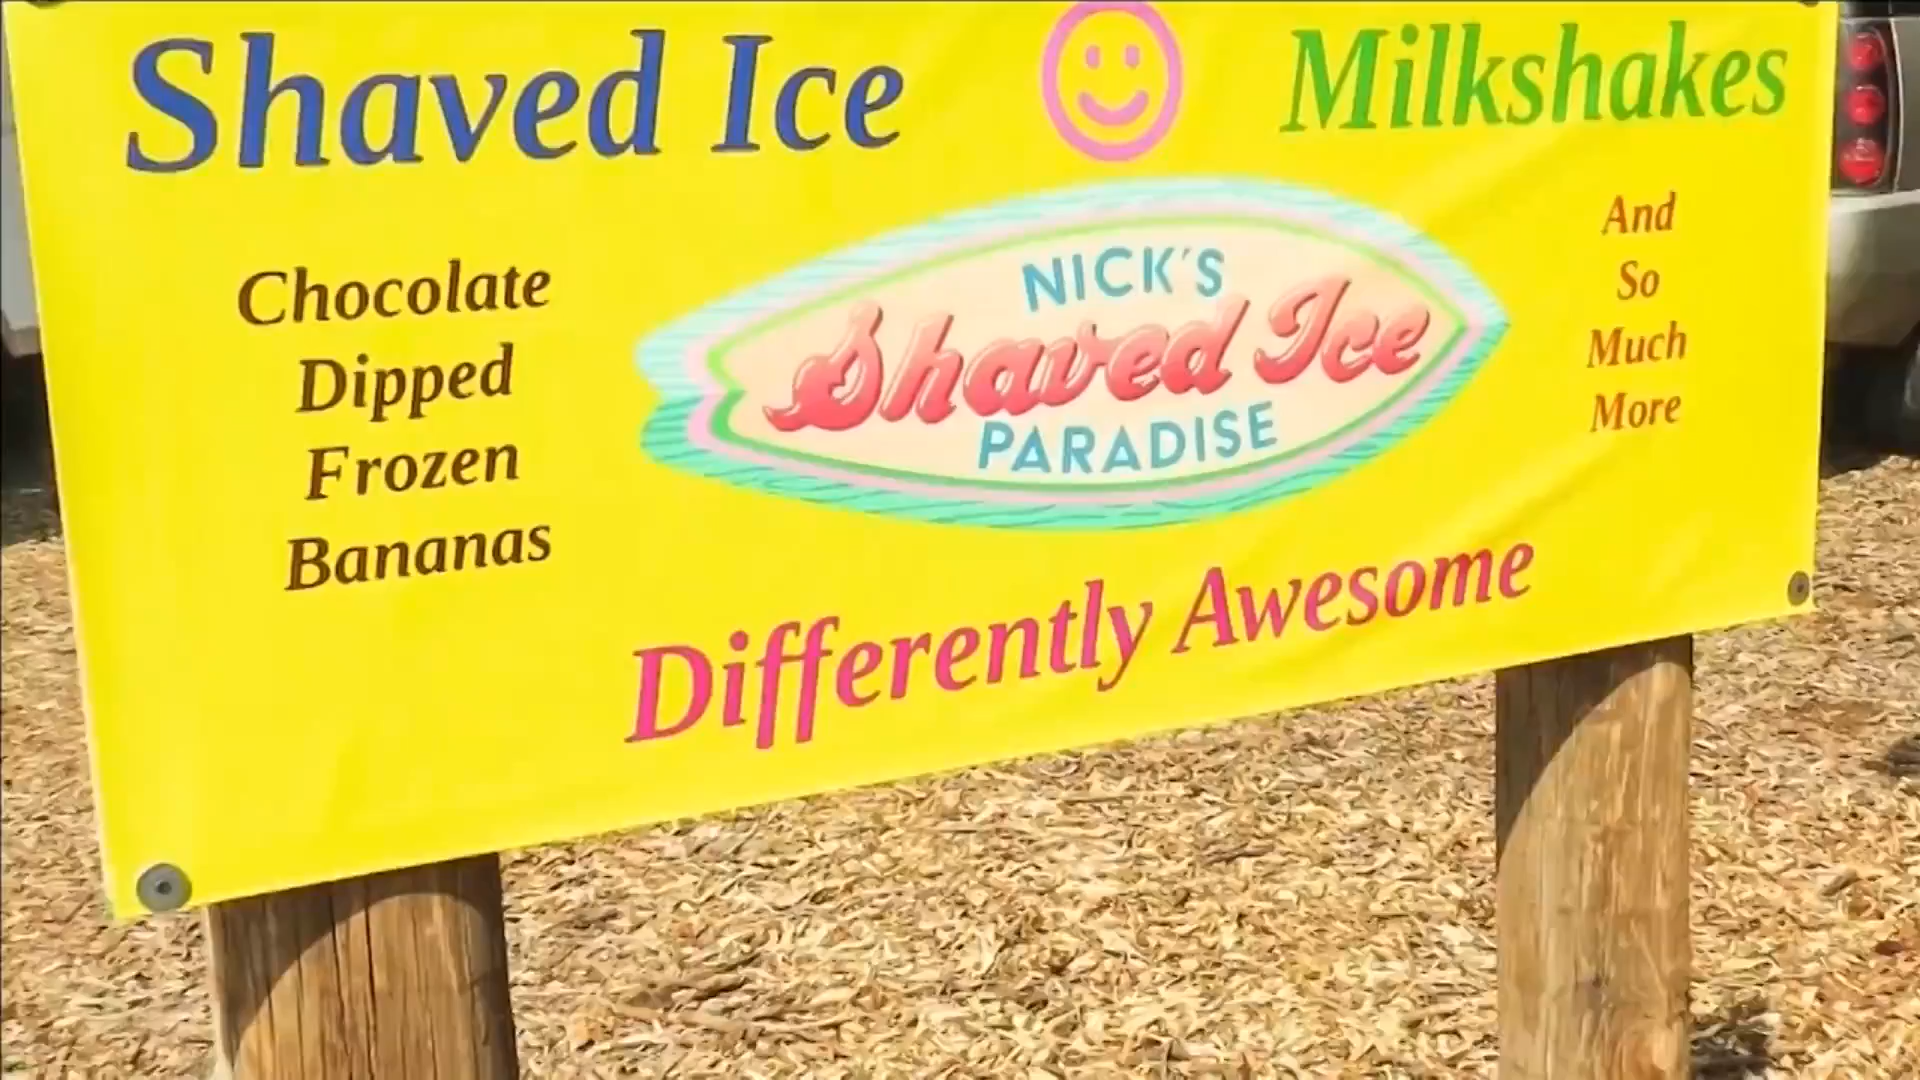 Shaved Ice
Milkshakes
Chocolate
Dipped
Frozen
Bananas
NICK'S
Shaved Ice
PARADISE
And
So
Much
More
Differently Awesome